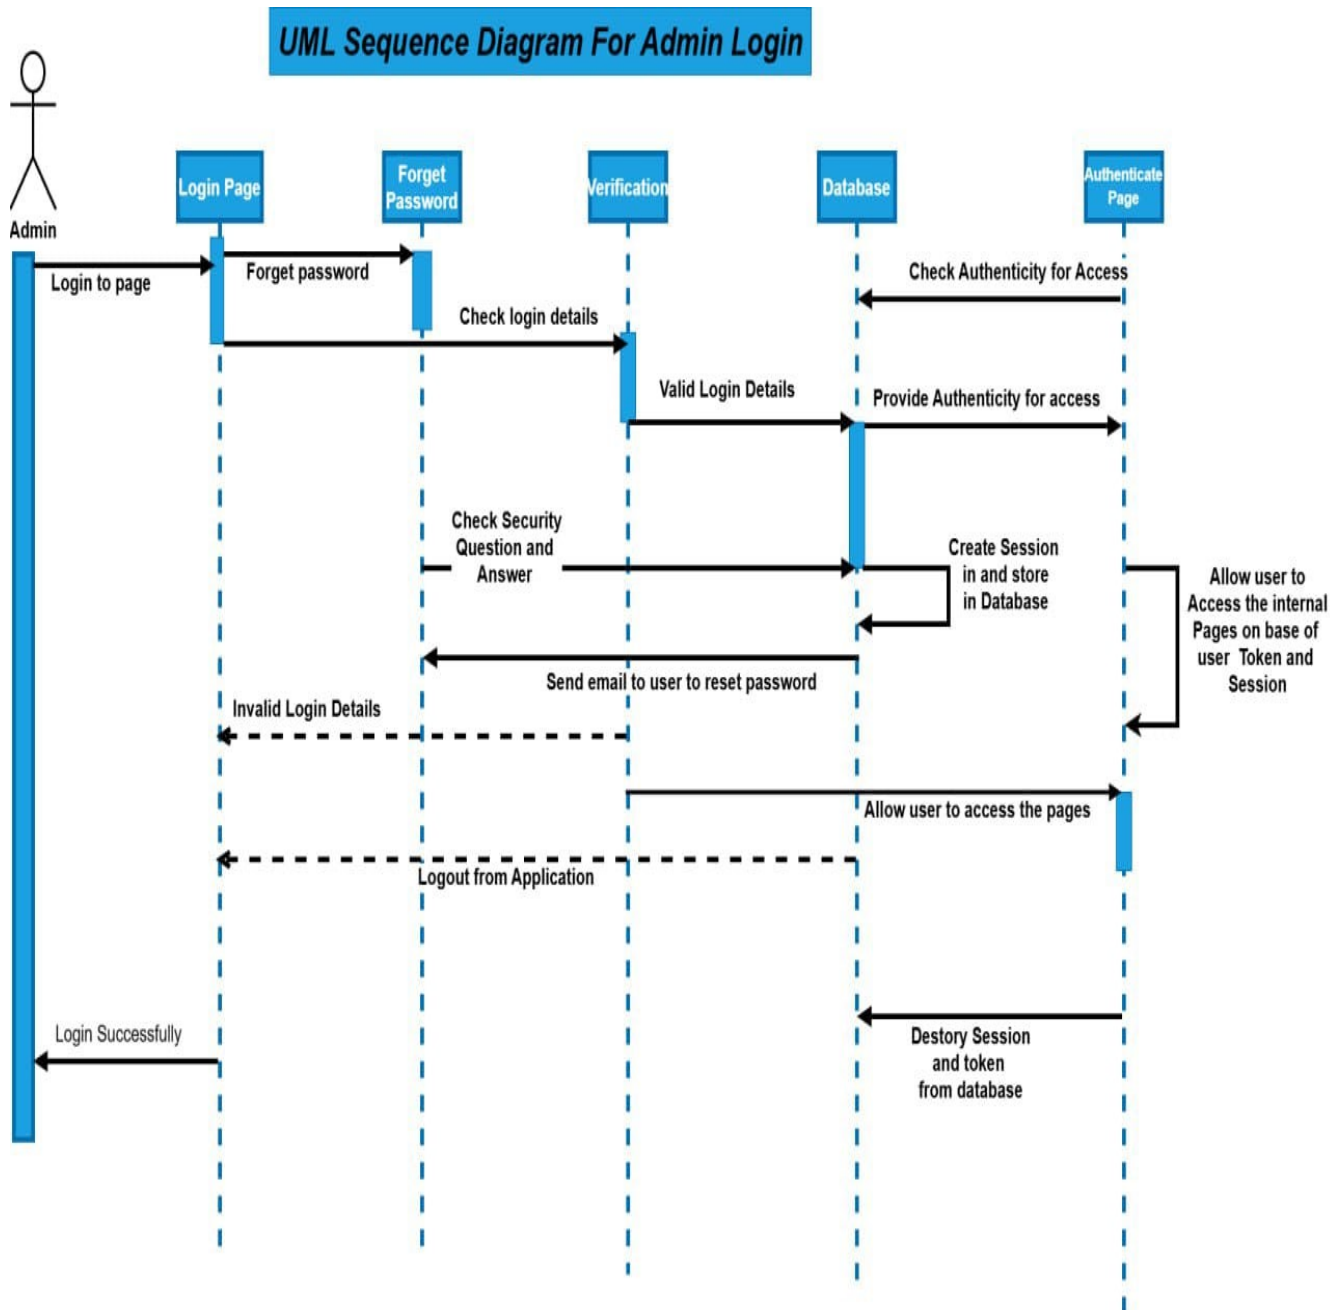 UML Sequence Diagram For Admin Login
Admin
Login Page
Forget
Password
Verification
Database
Authenticate
Page
Login to page
Forget password
Check Authenticity for Access
Check login details
Valid Login Details
Provide Authenticity for access
Check Security
Question and
Answer
Create Session
in and store
in Database
Allow user to
Access the internal
Pages on base of
user Token and
Session
Send email to user to reset password
Invalid Login Details
Allow user to access the pages
Logout from Application
Login Successfully
Destory Session
and token
from database